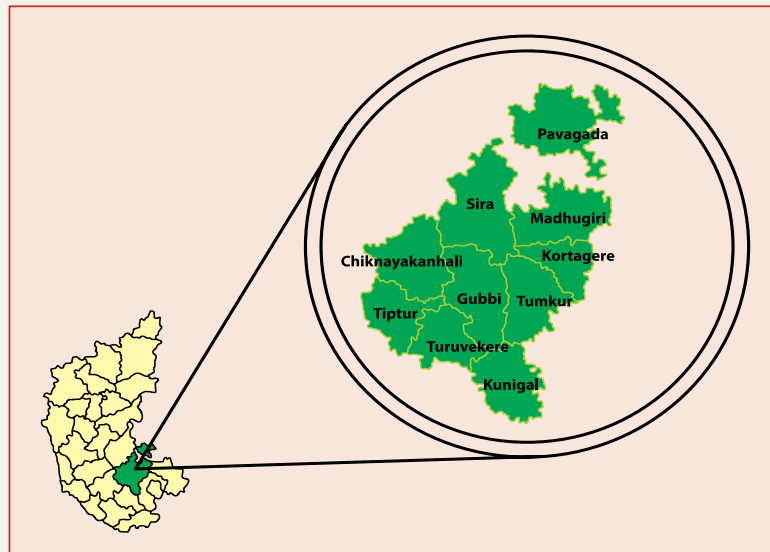 Pavagada
Sira
Madhugiri
Kortagere
Chiknayakanhali
Gubbi
Tumkur
Tiptur
Turuvekere
Kunigal